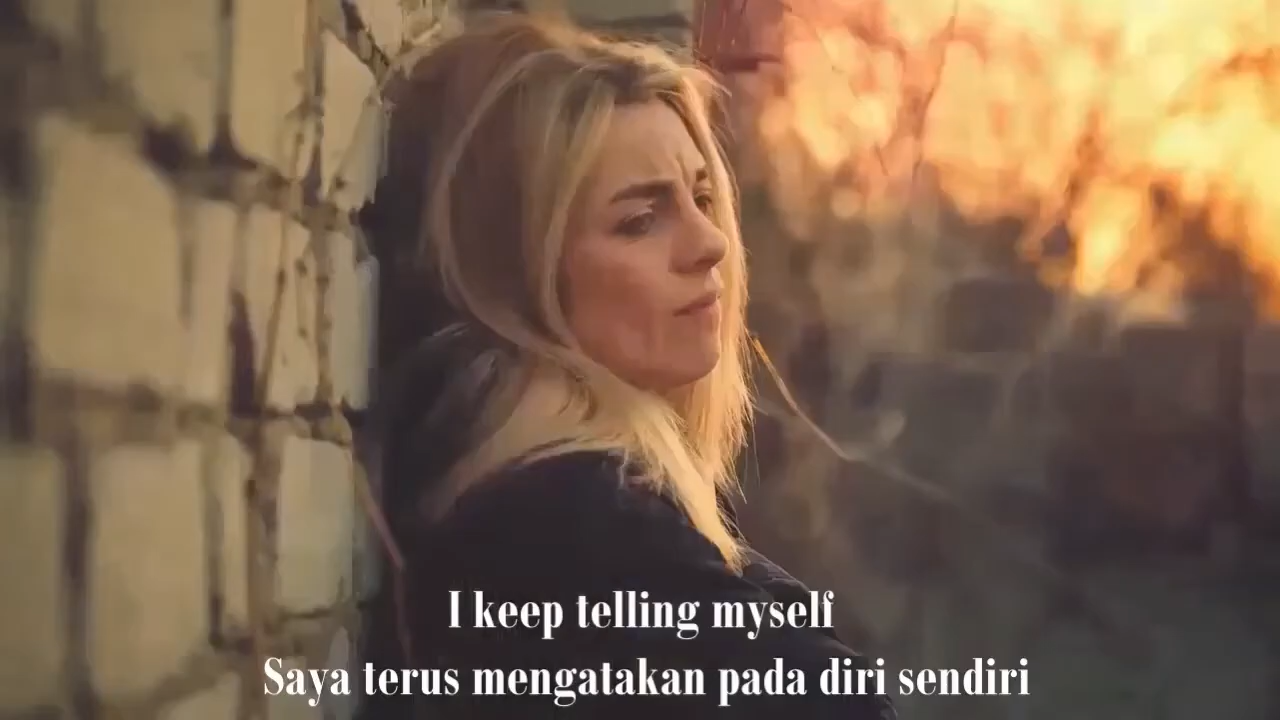 I keep telling myself
Saya terus mengatakan pada diri sendiri